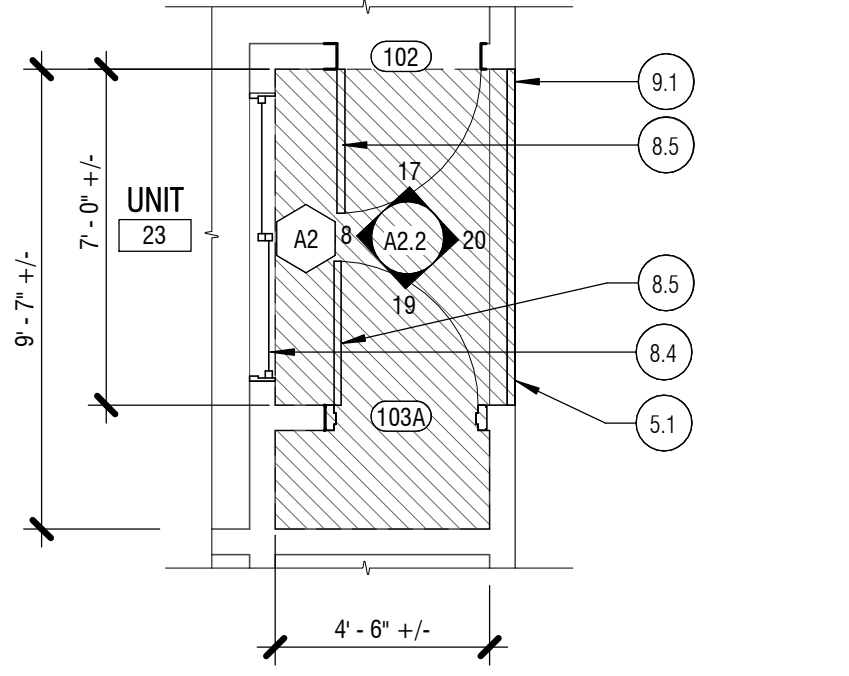 102
9.1
8.5
17
UNIT
23
A2
8
A2.2
20
7' - 0" +/-
9' - 7" +/-
19
8.5
8.4
103A
5.1
4' - 6" +/-